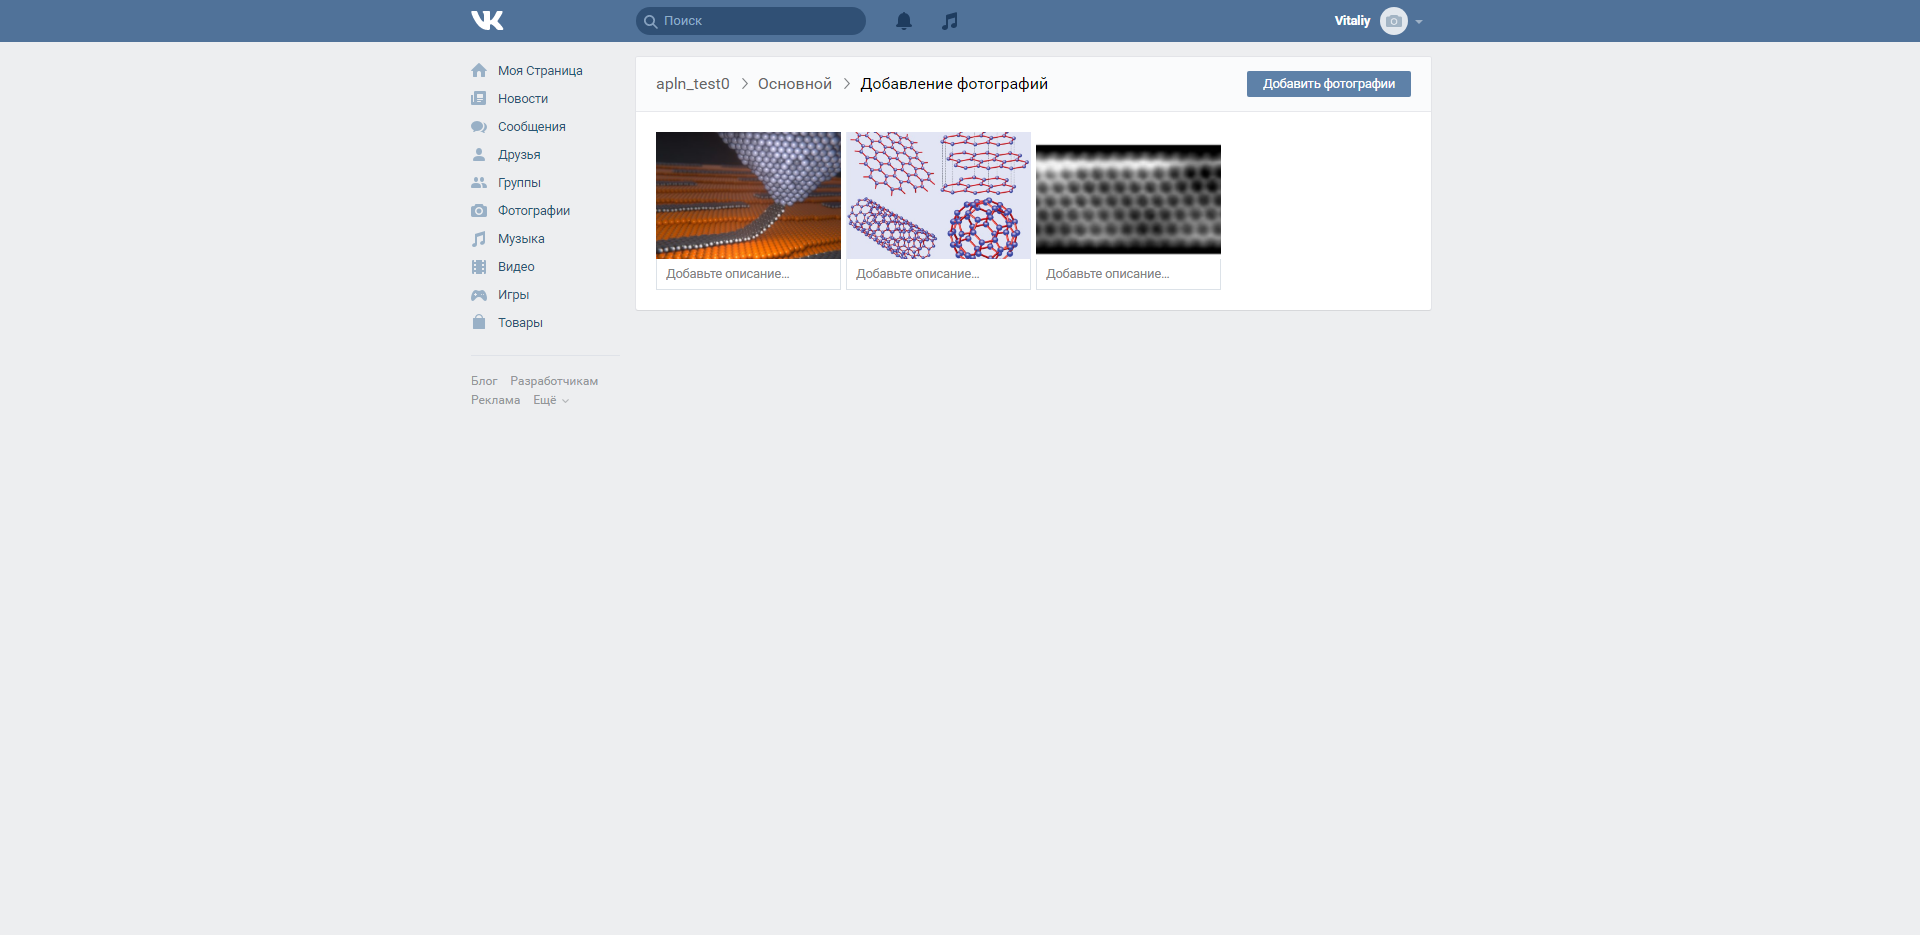 VK
Поиск
Vitaliy
Моя Страница
Новости
Сообщения
Друзья
Группы
Фотографии
Музыка
Видео
Игры
Товары
Блог Разработчикам
Реклама Ещё
apln_test0 > Основной > Добавление фотографий
Добавить фотографии
Добавьте описание...
Добавьте описание...
Добавьте описание...